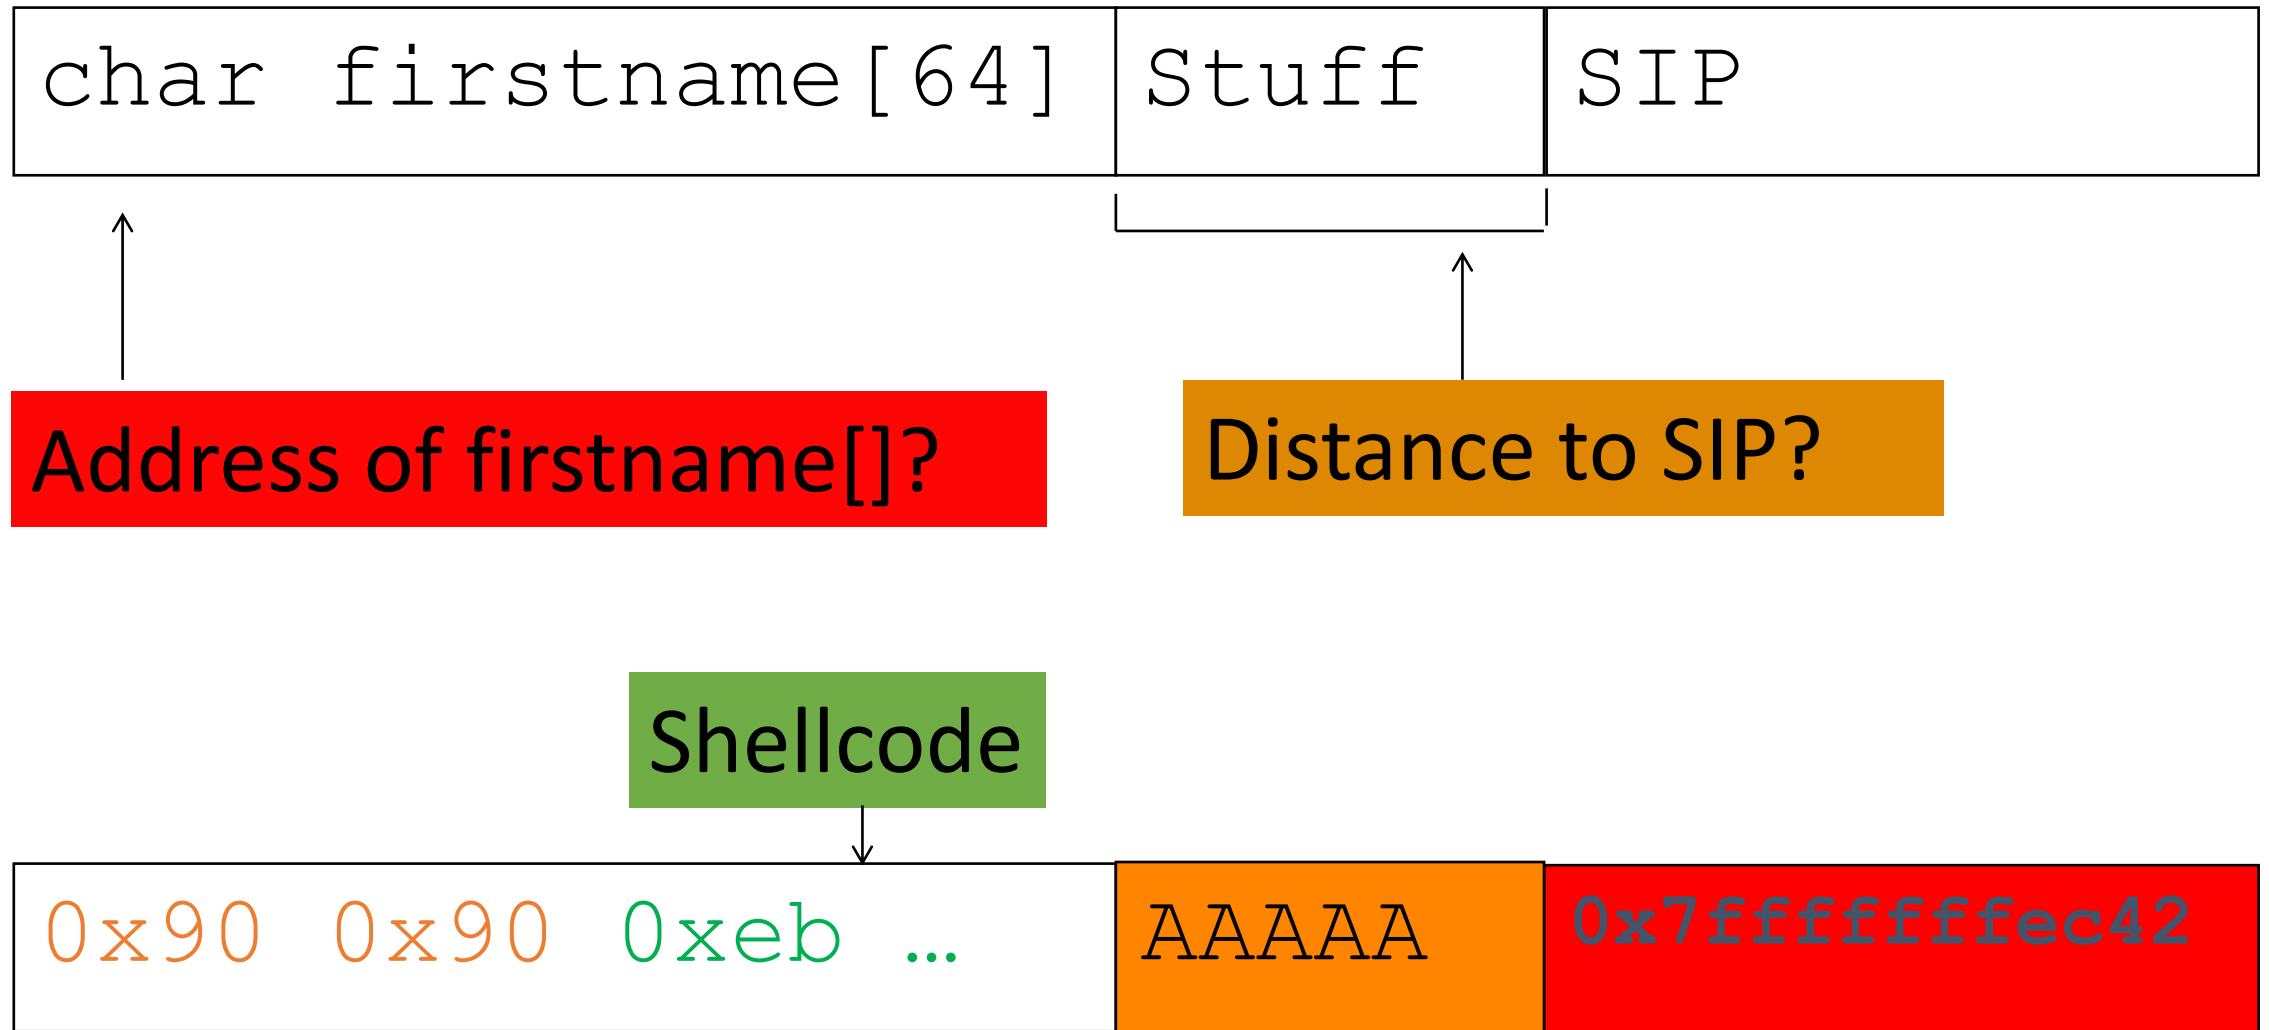 char firstname[64] Stuff SIP
Address of firstname[]? Distance to SIP?
Shellcode
0x90 0x90 0xeb … AAAAA 0x7fffffffec42